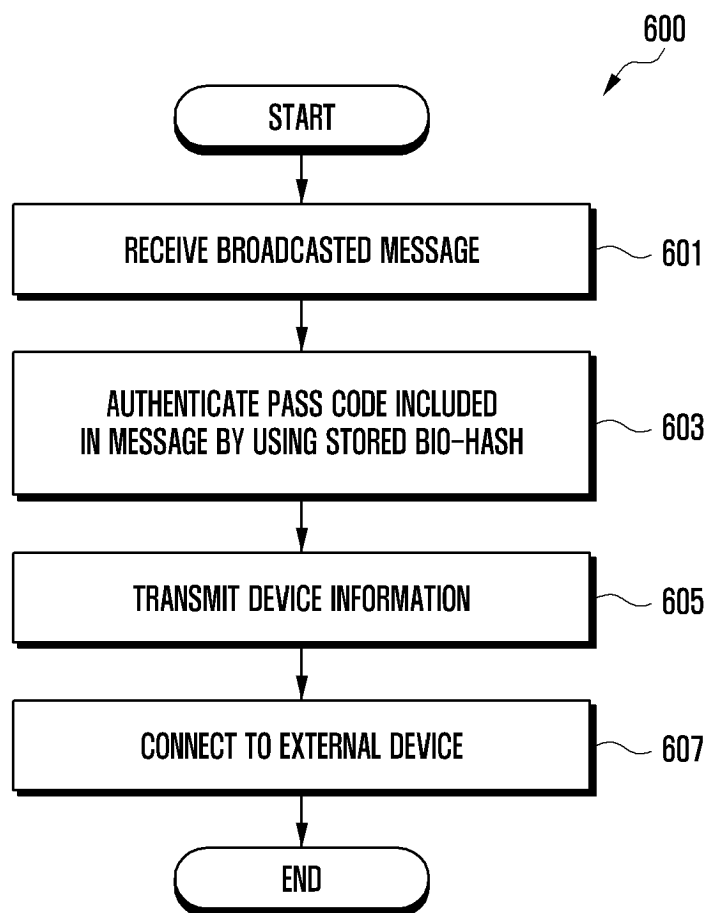 600
START
RECEIVE BROADCASTED MESSAGE
601
AUTHENTICATE PASS CODE INCLUDED
IN MESSAGE BY USING STORED BIO-HASH
603
TRANSMIT DEVICE INFORMATION
605
CONNECT TO EXTERNAL DEVICE
607
END